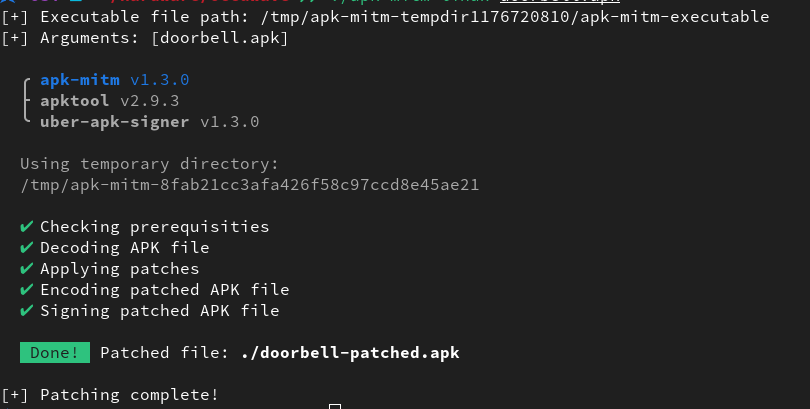 [+] Executable file path: /tmp/apk-mitm-tempdir1176720810/apk-mitm-executable
[+] Arguments: [doorbell.apk]
apk-mitm v1.3.0
apktool v2.9.3
uber-apk-signer v1.3.0
Using temporary directory:
/tmp/apk-mitm-8fab21cc3afa426f58c97ccd8e45ae21
✔ Checking prerequisities
✔ Decoding APK file
✔ Applying patches
✔ Encoding patched APK file
✔ Signing patched APK file
Done! Patched file: ./doorbell-patched.apk
[+] Patching complete!